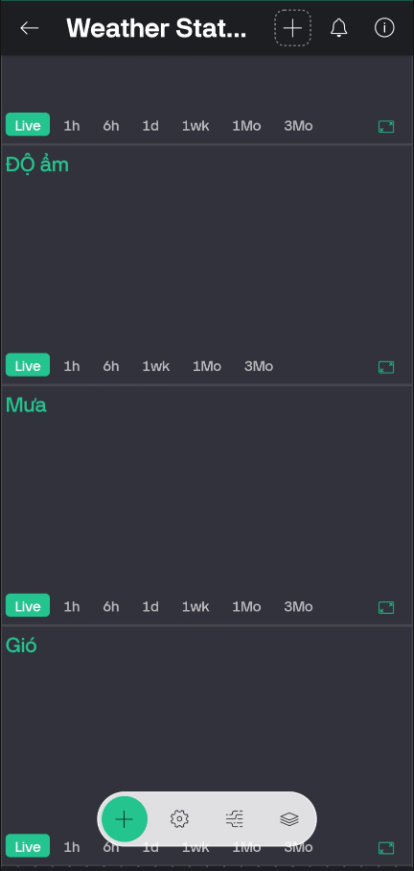 Weather Stat...
Live 1h 6h 1d 1wk 1Mo 3Mo
ĐỘ ẩm
Live 1h 6h 1wk 1Mo 3Mo
Mưa
Live 1h 6h 1d 1wk 1Mo 3Mo
Gió
Live 1h 6h 1d 1wk 1Mo 3Mo